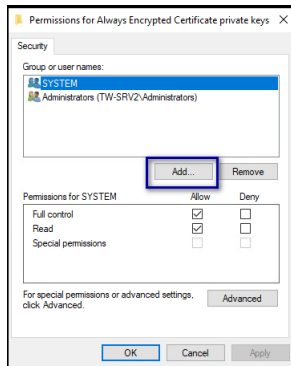 Permissions for Always Encrypted Certificate private keys
Security
Group or user names:
SYSTEM
Administrators (TW-SRV2\Administrators)
Add...
Remove
Permissions for SYSTEM
Allow
Deny
Full control
Read
Special permissions
For special permissions or advanced settings,
click Advanced.
Advanced
OK
Cancel
Apply